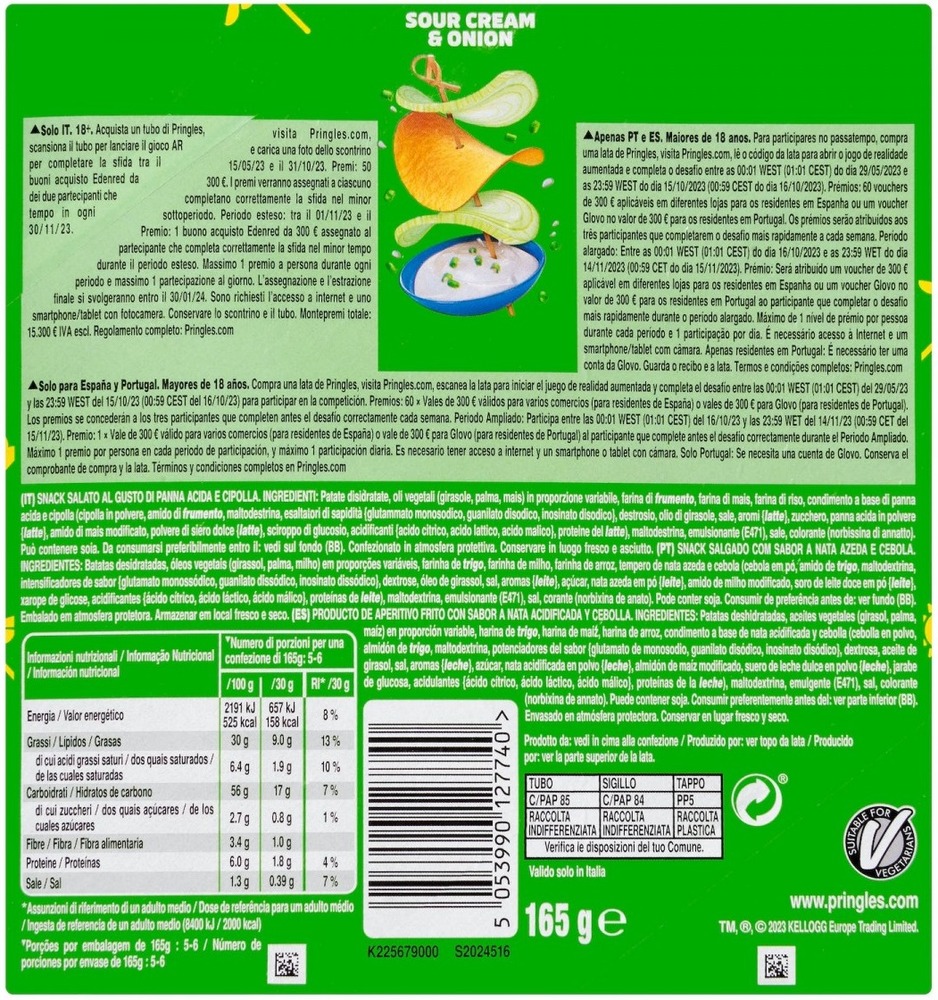 SOUR CREAM
& ONION
▲Solo IT. 18+. Acquista un tubo di Pringles,
scansiona il tubo per lanciare il gioco AR
per completare la sfida tra il
buoni acquisto Edenred da
dei due partecipanti che
tempo in ogni
30/11/23.
visita Pringles.com,
e carica una foto dello scontrino
15/05/23 e il 31/10/23. Premi: 50
300 €. I premi verranno assegnati a ciascuno
completano correttamente la sfida nel minor
sottoperiodo. Periodo esteso: tra il 01/11/23 e il
Premio: 1 buono acquisto Edenred da 300 € assegnato al
partecipante che completa correttamente la sfida nel minor tempo
durante il periodo esteso. Massimo 1 premio a persona durante ogni
periodo e massimo 1 partecipazione al giorno. L'assegnazione e l'estrazione
finale si svolgeranno entro il 30/01/24. Sono richiesti l'accesso a internet e uno
smartphone/tablet con fotocamera. Conservare lo scontrino e il tubo. Montepremi totale:
15.300 € IVA escl. Regolamento completo: Pringles.com
▲Apenas PT e ES. Maiores de 18 anos. Para participares no passatempo, compra
uma lata de Pringles, visita Pringles.com, lê o código da lata para abrir o jogo de realidade
aumentada e completa o desafio entre as 00:01 WEST (01:01 CEST) do dia 29/05/2023 e
as 23:59 WEST do dia 15/10/2023 (00:59 CEST do dia 16/10/2023). Prémios: 60 vouchers
de 300 € aplicáveis em diferentes lojas para os residentes em Espanha ou um voucher
Glovo no valor de 300 € para os residentes em Portugal. Os prémios serão atribuídos aos
três participantes que completarem o desafio mais rapidamente a cada semana. Período
alargado: Entre as 00:01 WEST (01:01 CEST) do dia 16/10/2023 e as 23:59 WET do dia
14/11/2023 (00:59 CET do dia 15/11/2023). Prémio: Será atribuído um voucher de 300 €
aplicável em diferentes lojas para os residentes em Espanha ou um voucher Glovo no
valor de 300 € para os residentes em Portugal ao participante que completar o desafio
mais rapidamente durante o período alargado. Máximo de 1 nível de prémio por pessoa
durante cada período e 1 participação por dia. É necessário acesso à Internet e um
smartphone/tablet com câmara. Apenas residentes em Portugal: É necessário ter uma
conta da Glovo. Guarda o recibo e a lata. Termos e condições completos: Pringles.com
▲Solo para España y Portugal. Mayores de 18 años. Compra una lata de Pringles, visita Pringles.com, escanea la lata para iniciar el juego de realidad aumentada y completa el desafío entre las 00:01 WEST (01:01 CEST) del 29/05/23
y las 23:59 WEST del 15/10/23 (00:59 CEST del 16/10/23) para participar en la competición. Premios: 60 × Vales de 300 € válidos para varios comercios (para residentes de España) o vales de 300 € para Glovo (para residentes de Portugal).
Los premios se concederán a los tres participantes que completen antes el desafío correctamente cada semana. Período Ampliado: Participa entre las 00:01 WEST (01:01 CEST) del 16/10/23 y las 23:59 WET del 14/11/23 (00:59 CET del
15/11/23). Premio: 1 × Vale de 300 € válido para varios comercios (para residentes de España) o vale de 300 € para Glovo (para residentes de Portugal) al participante que complete antes el desafío correctamente durante el Período Ampliado.
Máximo 1 premio por persona en cada período de participación, y máximo 1 participación diaria. Es necesario tener acceso a internet y un smartphone o tablet con cámara. Solo Portugal: Se necesita una cuenta de Glovo. Conserva el
comprobante de compra y la lata. Términos y condiciones completos en Pringles.com
(IT) SNACK SALATO AL GUSTO DI PANNA ACIDA E CIPOLLA. INGREDIENTI: Patate disidratate, oli vegetali (girasole, palma, mais) in proporzione variabile, farina di frumento, farina di mais, farina di riso, condimento a base di panna
acida e cipolla (cipolla in polvere, amido di frumento, maltodestrina, esaltatori di sapidità {glutammato monosodico, guanilato disodico, inosinato disodico}, destrosio, olio di girasole, sale, aromi {latte}, zucchero, panna acida in polvere
{latte}, amido di mais modificato, polvere di siero dolce {latte}, sciroppo di glucosio, acidificanti {acido citrico, acido lattico, acido malico}, proteine del latte), maltodestrina, emulsionante (E471), sale, colorante (norbissina di annatto).
Può contenere soia. Da consumarsi preferibilmente entro il: vedi sul fondo (BB). Confezionato in atmosfera protettiva. Conservare in luogo fresco e asciutto. (PT) SNACK SALGADO COM SABOR A NATA AZEDA E CEBOLA.
INGREDIENTES: Batatas desidratadas, óleos vegetais (girassol, palma, milho) em proporções variáveis, farinha de trigo, farinha de milho, farinha de arroz, tempero de nata azeda e cebola (cebola em pó, amido de trigo, maltodextrina,
intensificadores de sabor {glutamato monossódico, guanilato dissódico, inosinato dissódico}, dextrose, óleo de girassol, sal, aromas {leite}, açúcar, nata azeda em pó {leite}, amido de milho modificado, soro de leite doce em pó {leite},
xarope de glicose, acidificantes {ácido cítrico, ácido láctico, ácido málico}, proteínas de leite), maltodextrina, emulsionante (E471), sal, corante (norbixina de anato). Pode conter soja. Consumir de preferência antes de: ver fundo (BB).
Embalado em atmosfera protetora. Armazenar em local fresco e seco. (ES) PRODUCTO DE APERITIVO FRITO CON SABOR A NATA ACIDIFICADA Y CEBOLLA. INGREDIENTES: Patatas deshidratadas, aceites vegetales (girasol, palma,
maíz) en proporción variable, harina de trigo, harina de maíz, harina de arroz, condimento a base de nata acidificada y cebolla (cebolla en polvo,
almidón de trigo, maltodextrina, potenciadores del sabor {glutamato de monosodio, guanilato disódico, inosinato disódico}, dextrosa, aceite de
girasol, sal, aromas {leche}, azúcar, nata acidificada en polvo {leche}, almidón de maíz modificado, suero de leche dulce en polvo {leche}, jarabe
de glucosa, acidulantes {ácido cítrico, ácido láctico, ácido málico}, proteínas de la leche), maltodextrina, emulgente (E471), sal, colorante
(norbixina de annato). Puede contener soja. Consumir preferentemente antes del: ver parte inferior (BB).
Envasado en atmósfera protectora. Conservar en lugar fresco y seco.
Informazioni nutrizionali / Informação Nutricional
/ Información nutricional
*Numero di porzioni per una
confezione di 165g: 5-6
/100 g /30 g RI* /30 g
Energia / Valor energético 2191 kJ 657 kJ 8 %
525 kcal 158 kcal
Grassi / Lípidos / Grasas 30 g 9.0 g 13 %
di cui acidi grassi saturi / dos quais saturados /
de las cuales saturadas 6.4 g 1.9 g 10 %
Carboidrati / Hidratos de carbono 56 g 17 g 7 %
di cui zuccheri / dos quais açúcares / de los
cuales azúcares 2.7 g 0.8 g 1 %
Fibre / Fibra / Fibra alimentaria 3.4 g 1.0 g
Proteine / Proteínas 6.0 g 1.8 g 4 %
Sale / Sal 1.3 g 0.39 g 7 %
*Assunzioni di riferimento di un adulto medio / Dose de referência para um adulto médio
/ Ingesta de referencia de un adulto medio (8400 kJ / 2000 kcal)
*Porções por embalagem de 165g : 5-6 / Número de
porciones por envase de 165g : 5-6
5 053990 127740 >
K225679000 S2024516
Prodotto da: vedi in cima alla confezione / Produzido por: ver topo da lata / Producido
por: ver la parte superior de la lata.
TUBO SIGILLO TAPPO
C/PAP 85 C/PAP 84 PP5
RACCOLTA RACCOLTA RACCOLTA
INDIFFERENZIATA INDIFFERENZIATA PLASTICA
Verifica le disposizioni del tuo Comune.
Valido solo in Italia
®
165 g e
SUITABLE FOR
VEGETARIANS
www.pringles.com
TM, ®, © 2023 KELLOGG Europe Trading Limited.